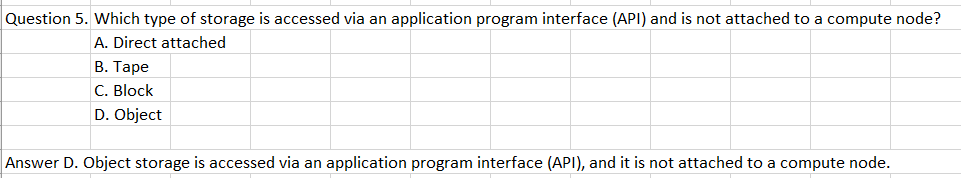 Question 5. Which type of storage is accessed via an application program interface (API) and is not attached to a compute node?
A. Direct attached
B. Tape
C. Block
D. Object
Answer D. Object storage is accessed via an application program interface (API), and it is not attached to a compute node.